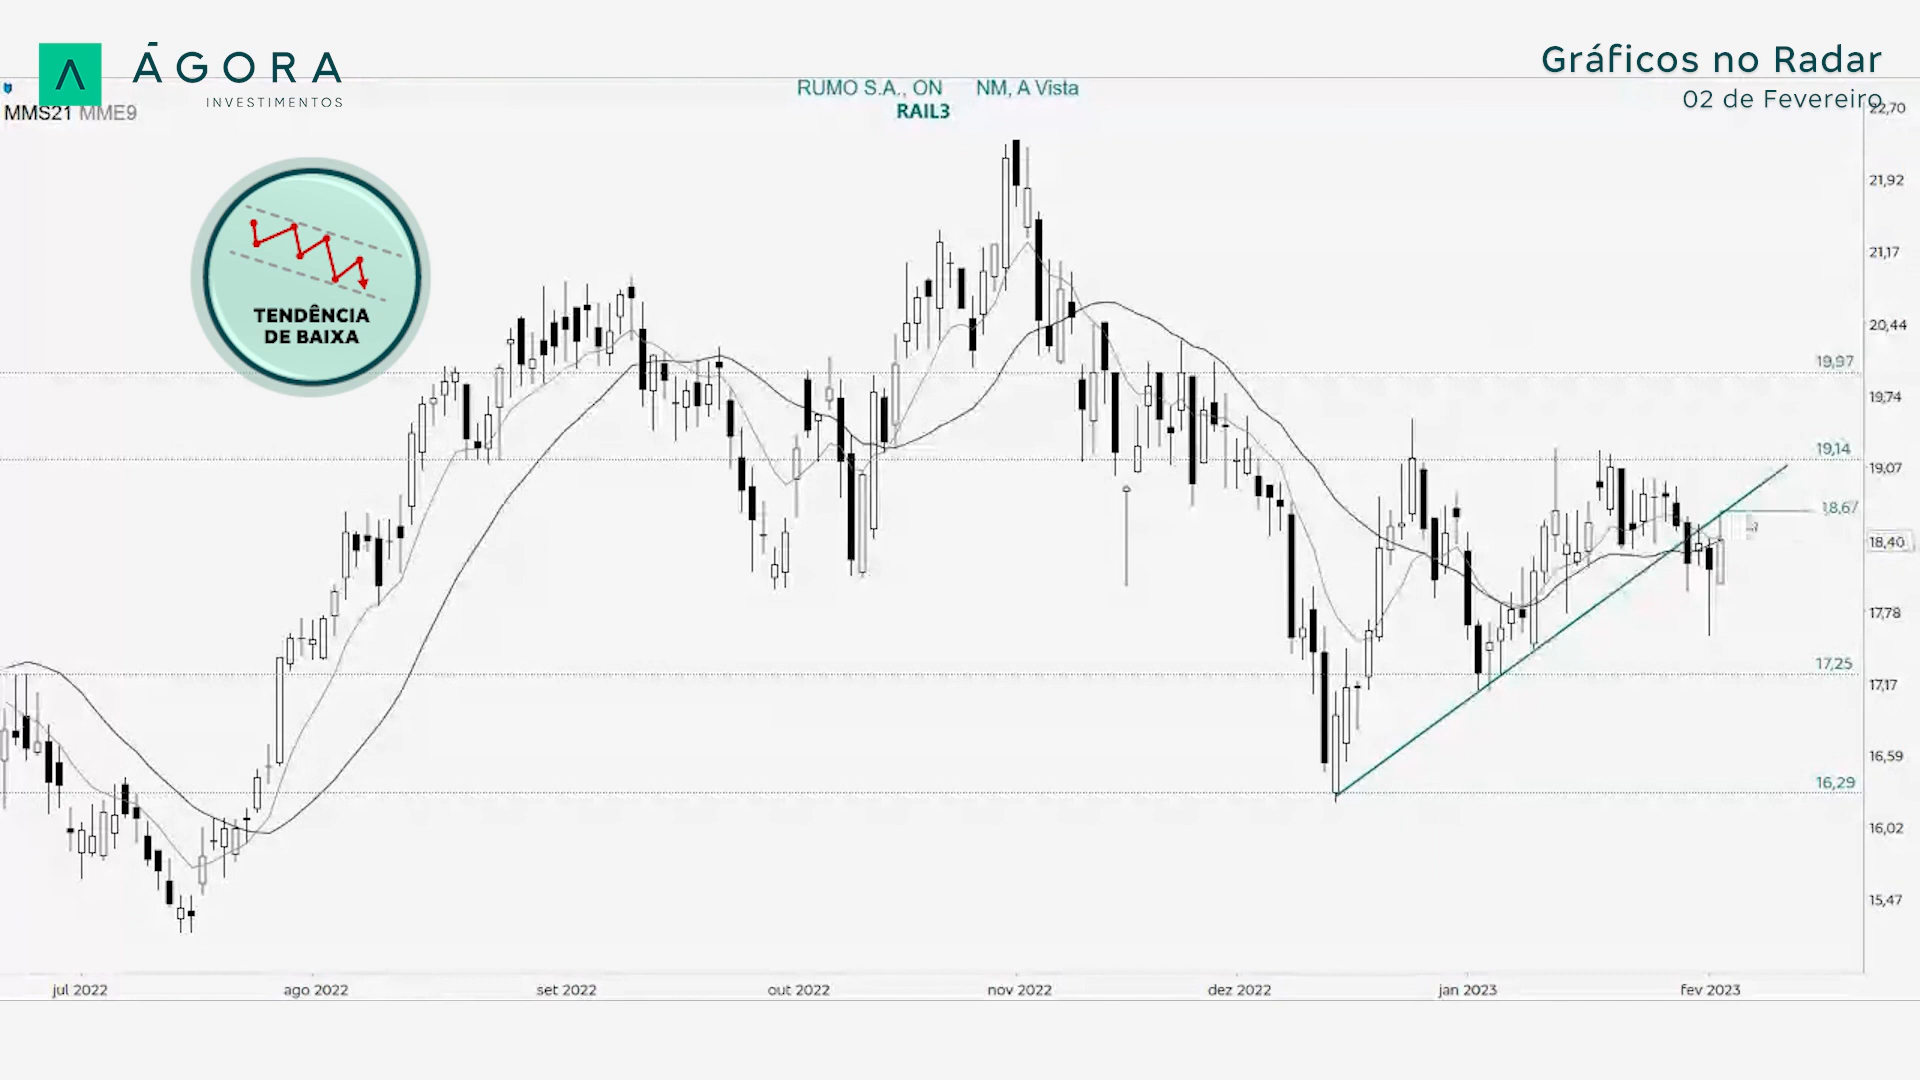 ÁGORA
INVESTIMENTOS
Gráficos no Radar
02 de Fevereiro
RUMO S.A., ON NM, A Vista
RAIL3
MMS21 MME9
TENDÊNCIA
DE BAIXA
22,70
21,92
21,17
20,44
19,97
19,74
19,14
19,07
18,67
18,40
17,78
17,25
17,17
16,59
16,29
16,02
15,47
jul 2022 ago 2022 set 2022 out 2022 nov 2022 dez 2022 jan 2023 fev 2023